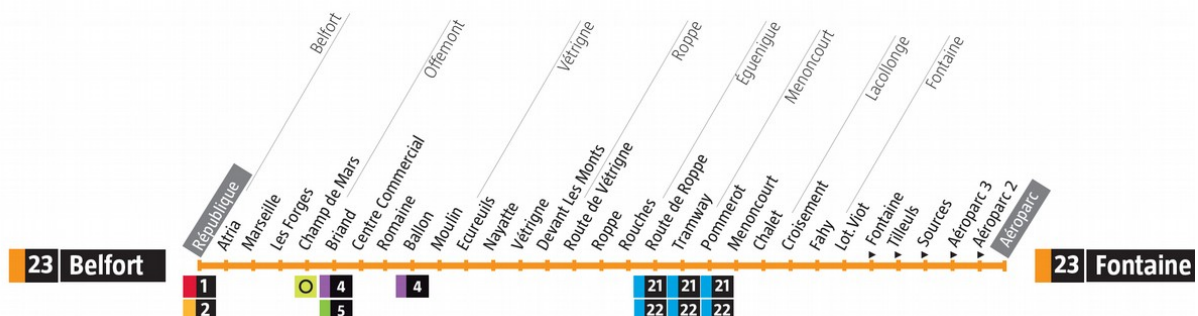 Belfort
Offemont
Vétrigne
Roppe
Éguenigue
Menoncourt
Lacollonge
Fontaine
République
Atria
Marseille
Les Forges
Champ de Mars
Briand
Centre Commercial
Romaine
Ballon
Moulin
Ecureuils
Nayatte
Vétrigne
Devant Les Monts
Route de Vétrigne
Roppe
Rouches
Route de Roppe
Tramway
Pommerot
Menoncourt
Chalet
Croisement
Fahy
Lot.Viot
Fontaine
Tilleuls
Sources
Aéroparc 3
Aéroparc 2
Aéroparc
23 Belfort
23 Fontaine
1 O 4 4 21 21 21
2 5 22 22 22